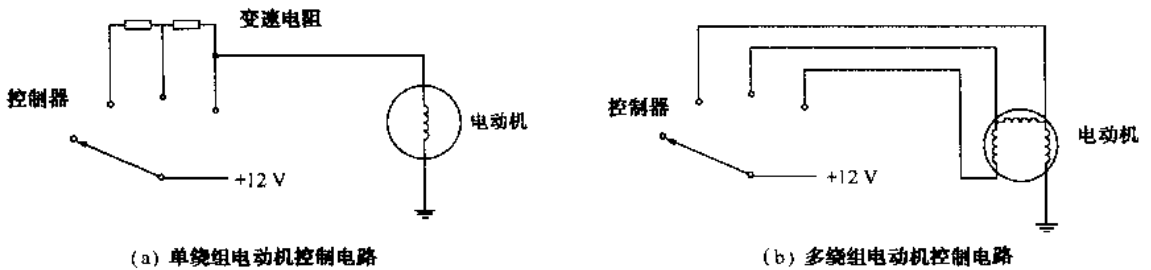 变速电阻
控制器
电动机
+12 V
(a) 单绕组电动机控制电路
控制器
电动机
+12 V
(b) 多绕组电动机控制电路